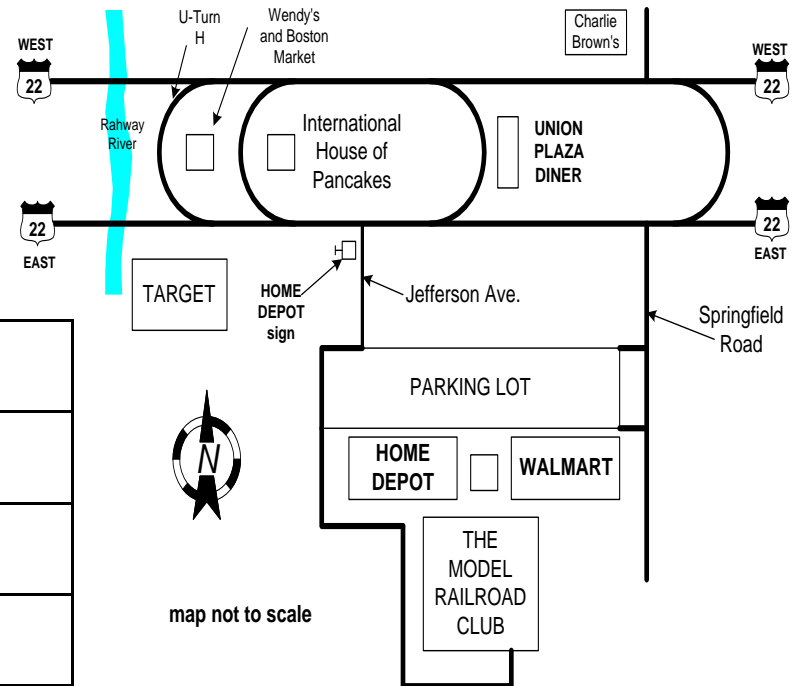 U-Turn
H
Wendy's
and Boston
Market
Charlie
Brown's
WEST
22
WEST
22
Rahway
River
International
House of
Pancakes
UNION
PLAZA
DINER
22
EAST
22
EAST
TARGET
HOME
DEPOT
sign
Jefferson Ave.
Springfield
Road
PARKING LOT
N
HOME
DEPOT
WALMART
THE
MODEL
RAILROAD
CLUB
map not to scale